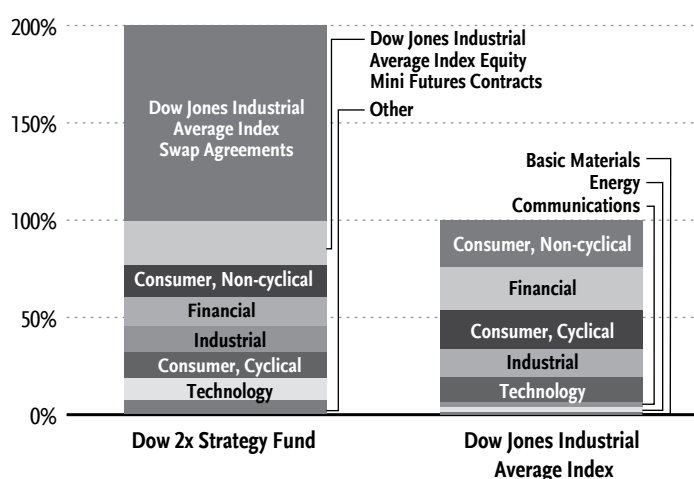 200%
150%
100%
50%
0%
Dow Jones Industrial
Average Index
Swap Agreements
Consumer, Non-cyclical
Financial
Industrial
Consumer, Cyclical
Technology
Dow Jones Industrial
Average Index Equity
Mini Futures Contracts
Other
Dow 2x Strategy Fund
Basic Materials
Energy
Communications
Consumer, Non-cyclical
Financial
Consumer, Cyclical
Industrial
Technology
Dow Jones Industrial
Average Index